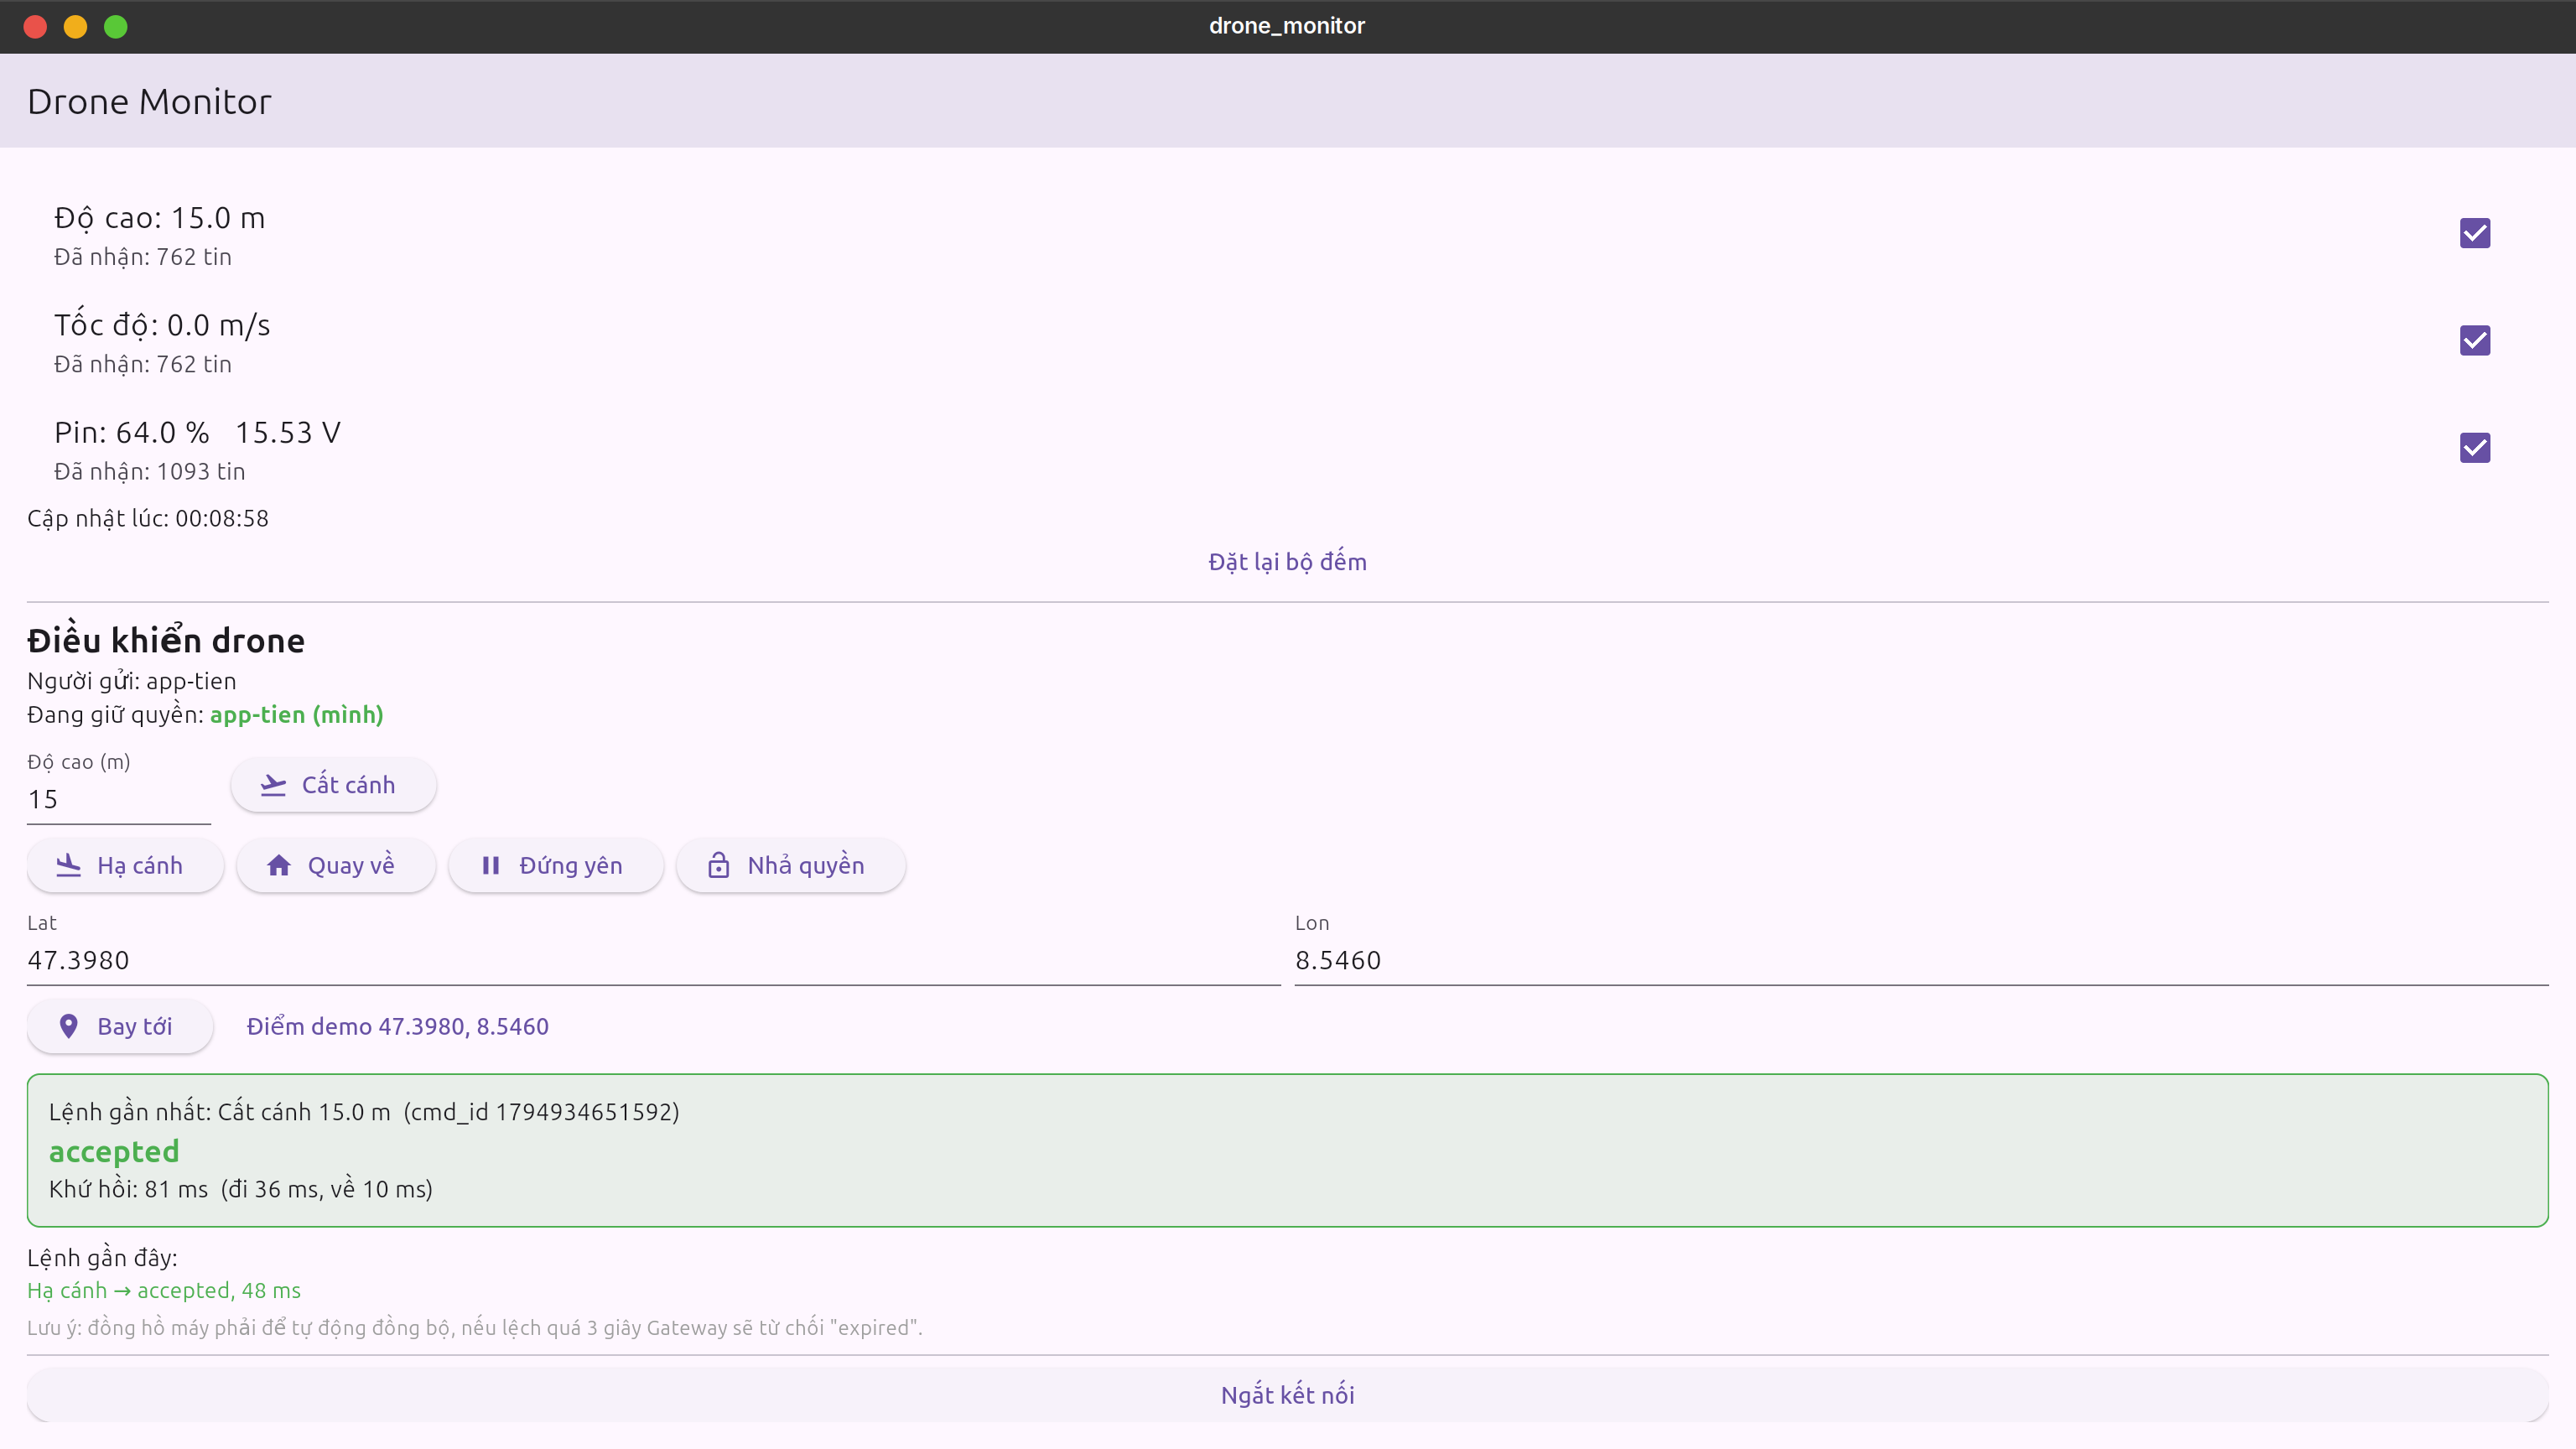 drone_monitor
Drone Monitor
Độ cao: 15.0 m
Đã nhận: 762 tin
Tốc độ: 0.0 m/s
Đã nhận: 762 tin
Pin: 64.0 %   15.53 V
Đã nhận: 1093 tin
Cập nhật lúc: 00:08:58
Đặt lại bộ đếm
Điều khiển drone
Người gửi: app-tien
Đang giữ quyền: app-tien (mình)
Độ cao (m)
15
Cất cánh
Hạ cánh
Quay về
Đứng yên
Nhả quyền
Lat
47.3980
Lon
8.5460
Bay tới
Điểm demo 47.3980, 8.5460
Lệnh gần nhất: Cất cánh 15.0 m  (cmd_id 1794934651592)
accepted
Khứ hồi: 81 ms  (đi 36 ms, về 10 ms)
Lệnh gần đây:
Hạ cánh → accepted, 48 ms
Lưu ý: đồng hồ máy phải để tự động đồng bộ, nếu lệch quá 3 giây Gateway sẽ từ chối "expired".
Ngắt kết nối